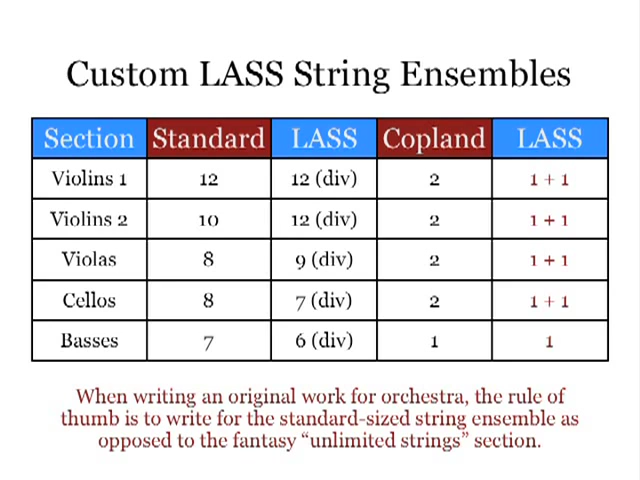 Custom LASS String Ensembles
Section Standard LASS Copland LASS
Violins 1 12 12 (div) 2 1 + 1
Violins 2 10 12 (div) 2 1 + 1
Violas 8 9 (div) 2 1 + 1
Cellos 8 7 (div) 2 1 + 1
Basses 7 6 (div) 1 1
When writing an original work for orchestra, the rule of
thumb is to write for the standard-sized string ensemble as
opposed to the fantasy “unlimited strings” section.